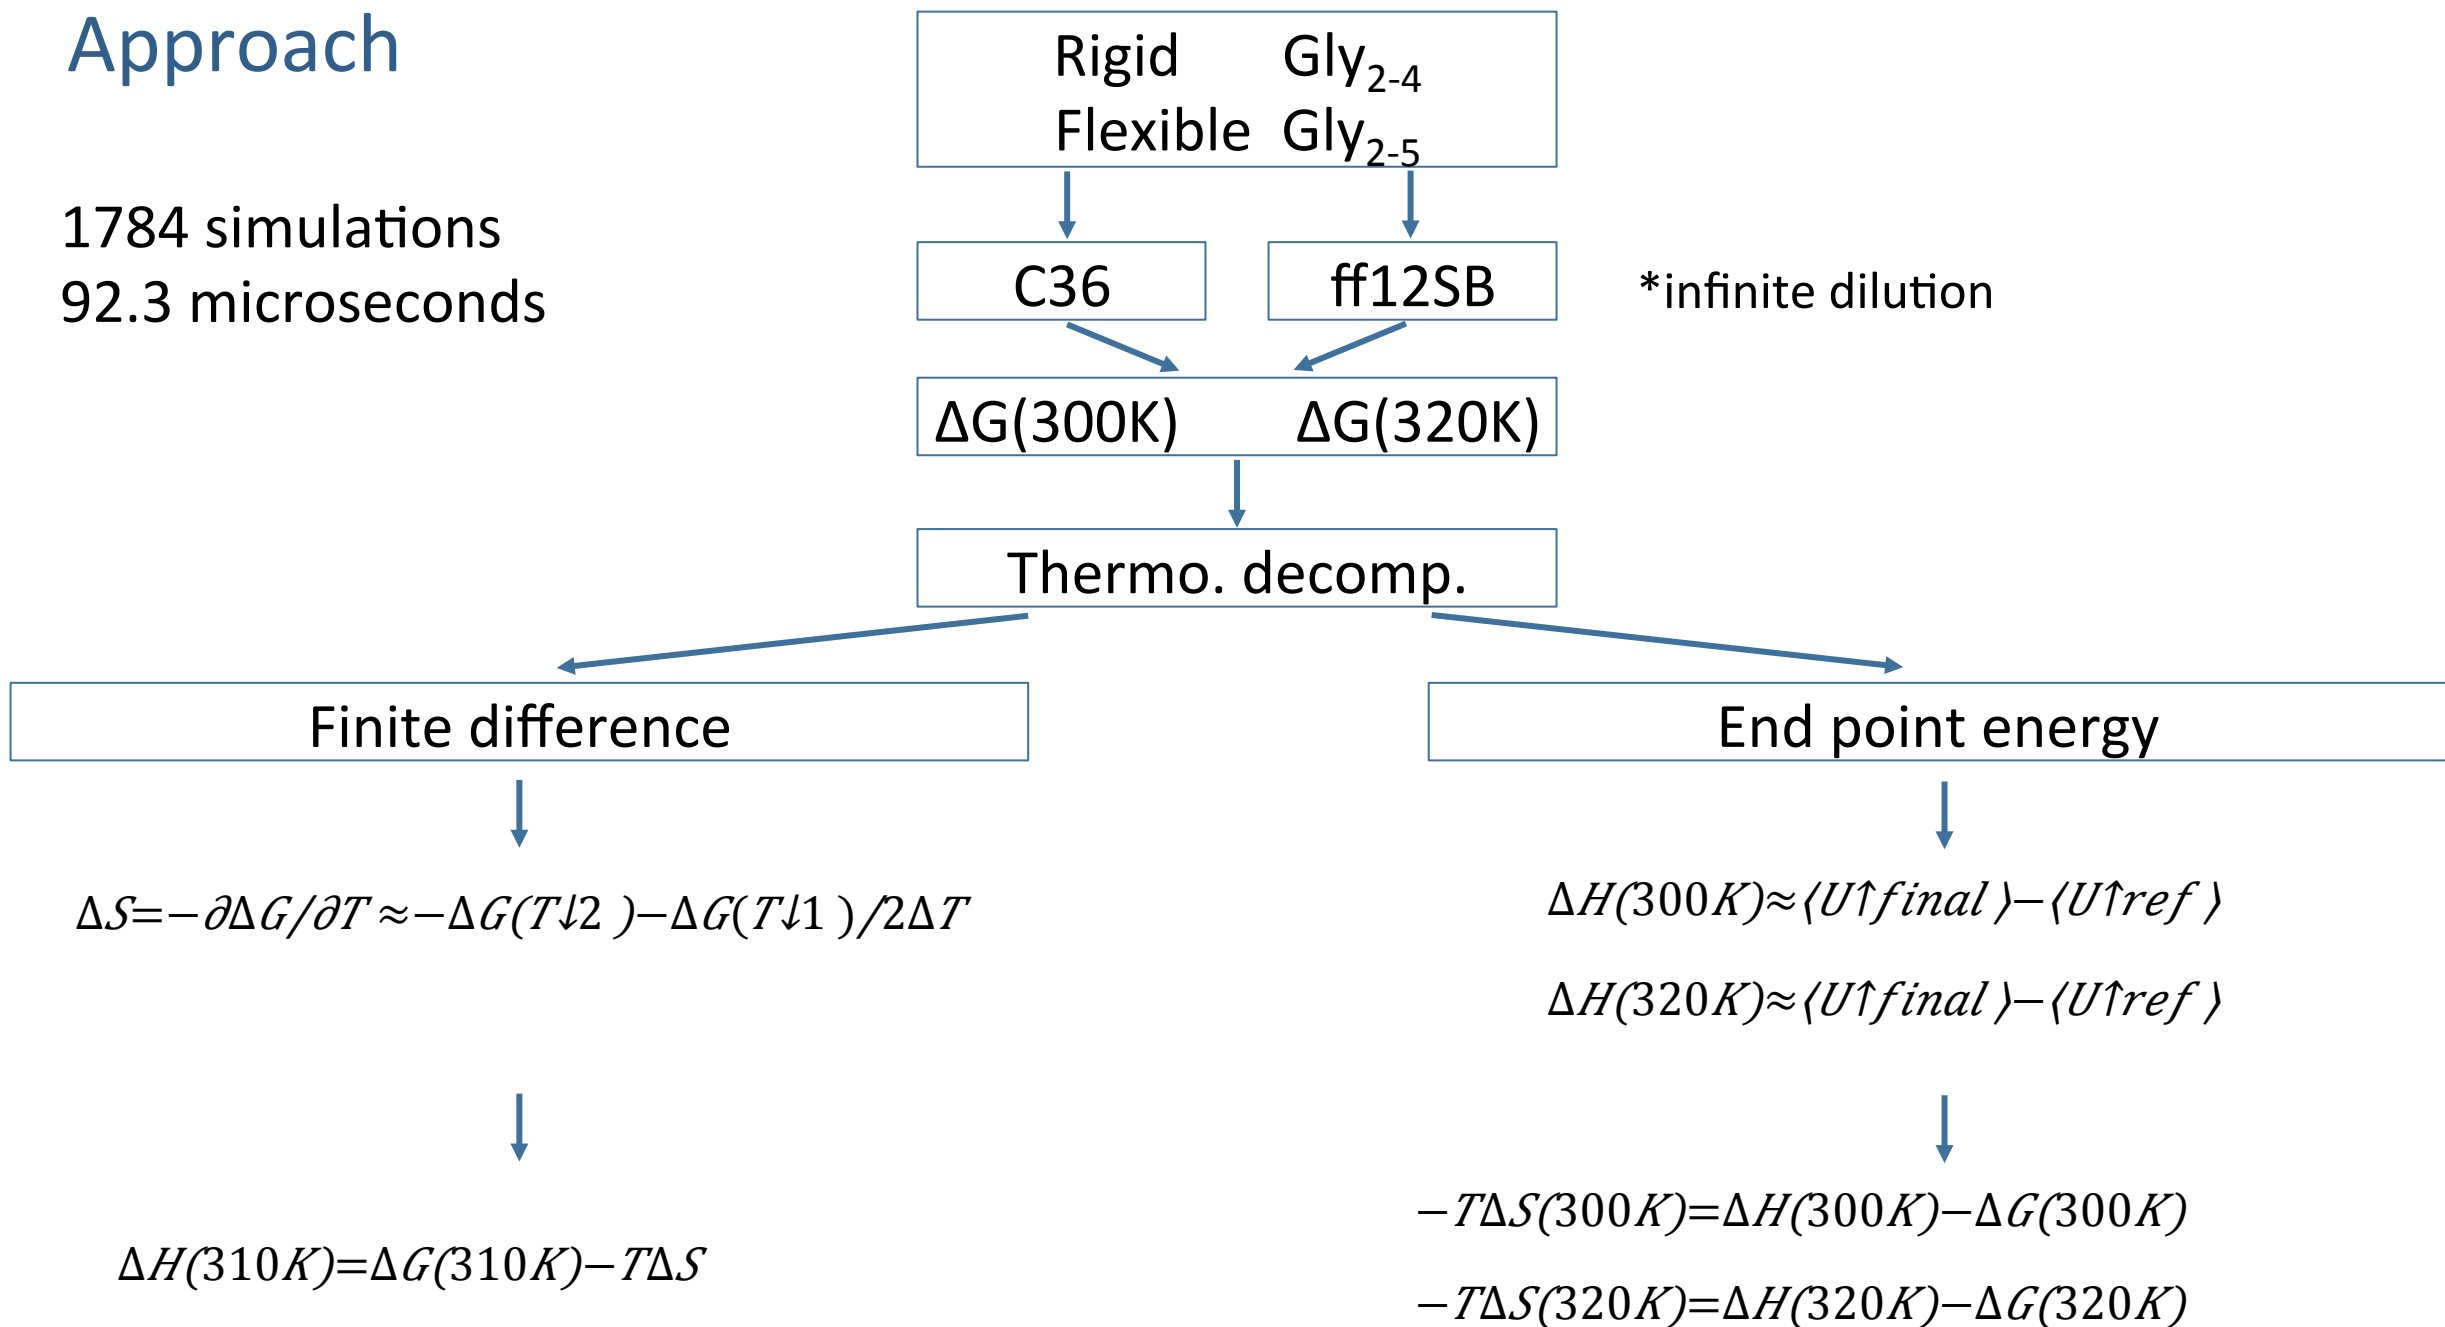 Approach
Rigid Gly2-4
Flexible Gly2-5
1784 simulations
92.3 microseconds
C36
ff12SB
*infinite dilution
ΔG(300K) ΔG(320K)
Thermo. decomp.
Finite difference
End point energy
ΔS=−∂ΔG/∂T≈−ΔG(T↓2 )−ΔG(T↓1 )/2ΔT
ΔH(310K)=ΔG(310K)−TΔS
ΔH(300K)≈⟨U↑final ⟩−⟨U↑ref ⟩
ΔH(320K)≈⟨U↑final ⟩−⟨U↑ref ⟩
−TΔS(300K)=ΔH(300K)−ΔG(300K)
−TΔS(320K)=ΔH(320K)−ΔG(320K)